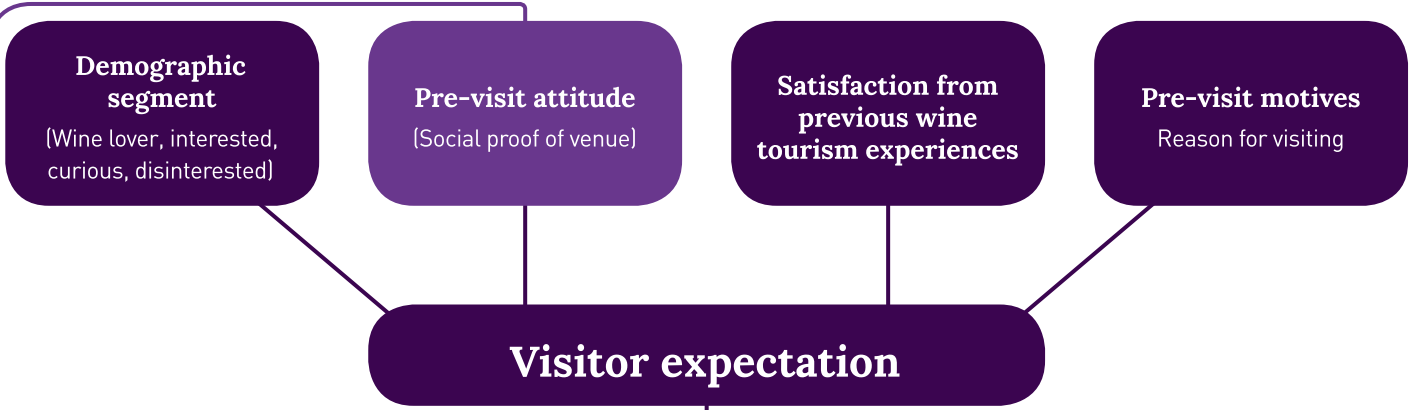 Demographic
segment
(Wine lover, interested,
curious, disinterested)
Pre-visit attitude
(Social proof of venue)
Satisfaction from
previous wine
tourism experiences
Pre-visit motives
Reason for visiting
Visitor expectation